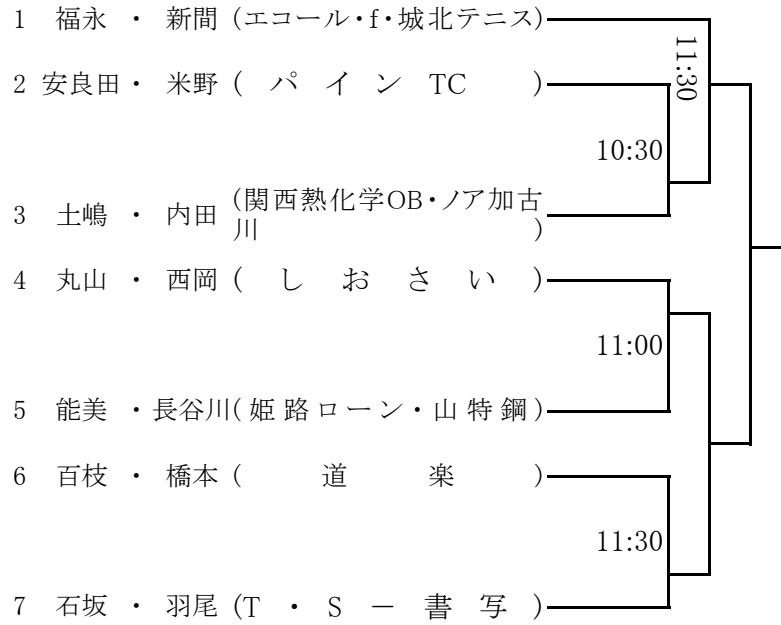 1 福永 ・ 新間 (エコール・f・城北テニス)
11:30
2 安良田・ 米野 ( パ イ ン TC )
10:30
3 土嶋 ・ 内田 (関西熱化学OB・ノア加古
川 )
4 丸山 ・ 西岡 ( し お さ い )
11:00
5 能美 ・長谷川( 姫 路 ローン・山 特 鋼 )
6 百枝 ・ 橋本 ( 道 楽 )
11:30
7 石坂 ・ 羽尾 (T ・ S － 書 写 )